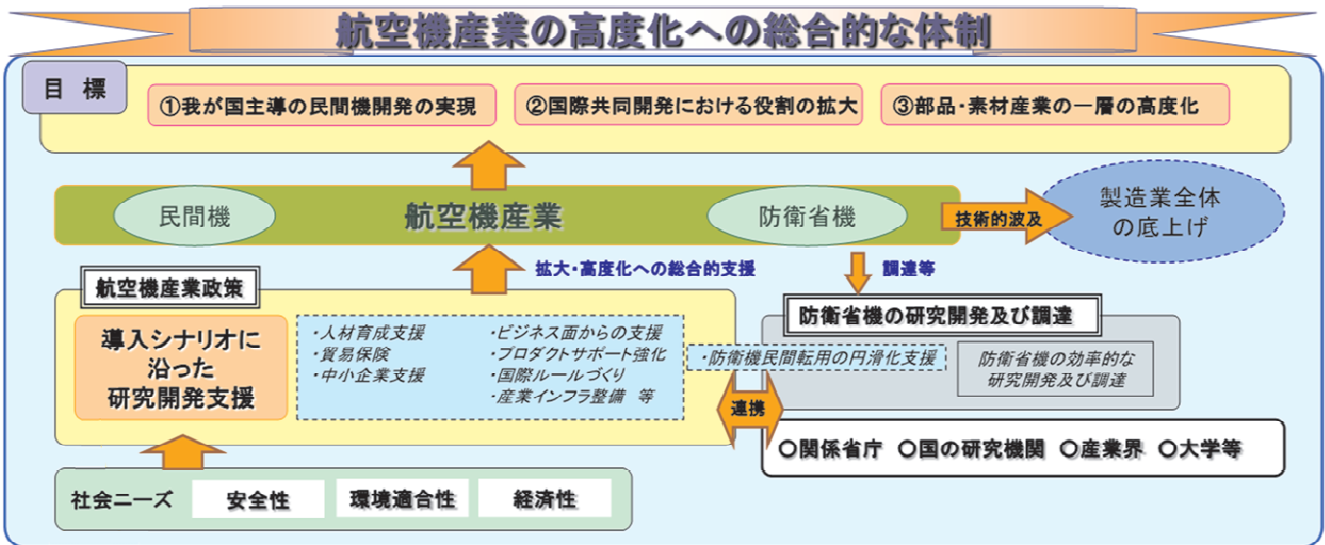 航空機産業の高度化への総合的な体制
目 標
①我が国主導の民間機開発の実現
②国際共同開発における役割の拡大
③部品・素材産業の一層の高度化
民間機
航空機産業
防衛省機
技術的波及
製造業全体
の底上げ
拡大・高度化への総合的支援
調達等
航空機産業政策
導入シナリオに
沿った
研究開発支援
・人材育成支援
・貿易保険
・中小企業支援
・ビジネス面からの支援
・プロダクトサポート強化
・国際ルールづくり
・産業インフラ整備 等
防衛省機の研究開発及び調達
・防衛機民間転用の円滑化支援
防衛省機の効率的な
研究開発及び調達
連携
○関係省庁 ○国の研究機関 ○産業界 ○大学等
社会ニーズ
安全性
環境適合性
経済性